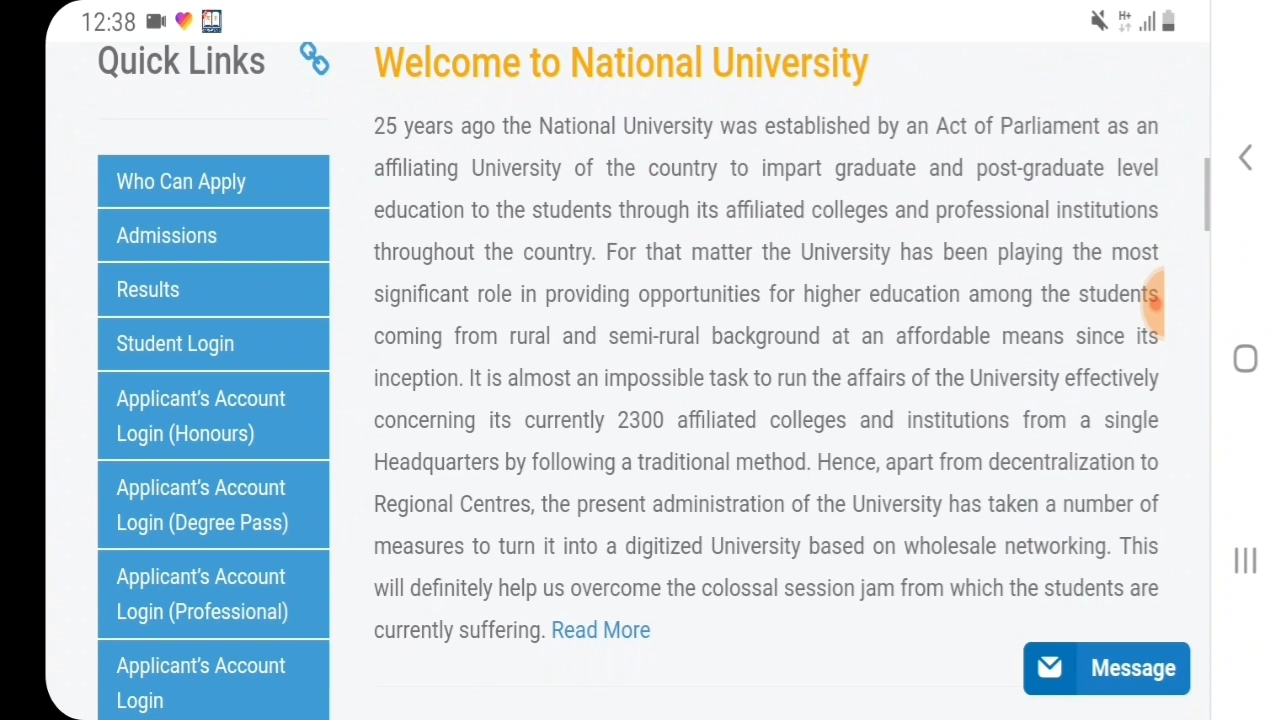 12:38
H+
Quick Links
Who Can Apply
Admissions
Results
Student Login
Applicant's Account
Login (Honours)
Applicant's Account
Login (Degree Pass)
Applicant's Account
Login (Professional)
Applicant's Account
Login
Welcome to National University
25 years ago the National University was established by an Act of Parliament as an
affiliating University of the country to impart graduate and post-graduate level
education to the students through its affiliated colleges and professional institutions
throughout the country. For that matter the University has been playing the most
significant role in providing opportunities for higher education among the students
coming from rural and semi-rural background at an affordable means since its
inception. It is almost an impossible task to run the affairs of the University effectively
concerning its currently 2300 affiliated colleges and institutions from a single
Headquarters by following a traditional method. Hence, apart from decentralization to
Regional Centres, the present administration of the University has taken a number of
measures to turn it into a digitized University based on wholesale networking. This
will definitely help us overcome the colossal session jam from which the students are
currently suffering. Read More
Message